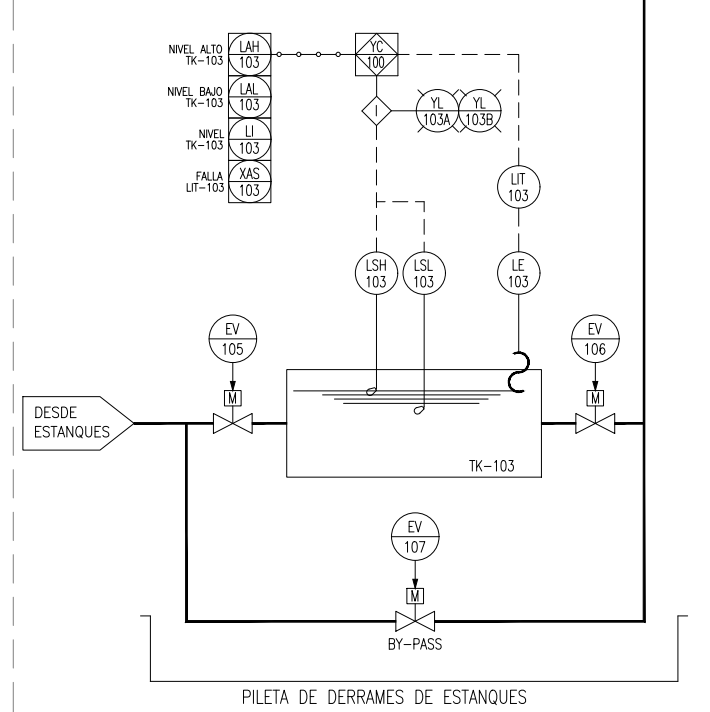 NIVEL ALTO
TK-103
LAH
103
YC
100
NIVEL BAJO
TK-103
LAL
103
I
YL
103A
YL
103B
NIVEL
TK-103
LI
103
FALLA
LIT-103
XAS
103
LIT
103
LSH
103
LSL
103
LE
103
EV
105
EV
106
M
M
DESDE
ESTANQUES
TK-103
EV
107
M
BY-PASS
PILETA DE DERRAMES DE ESTANQUES